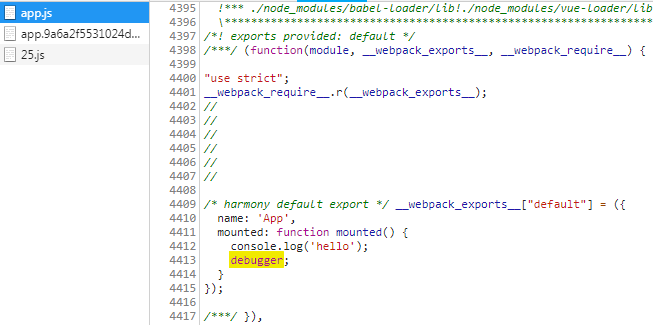 app.js
app.9a6a2f5531024d...
25.js
4395 !*** ./node_modules/babel-loader/lib!./node_modules/vue-loader/lib
4396 \*****************************************************************
4397 /*! exports provided: default */
4398 /***/ (function(module, __webpack_exports__, __webpack_require__) {
4399
4400 "use strict";
4401 __webpack_require__.r(__webpack_exports__);
4402 //
4403 //
4404 //
4405 //
4406 //
4407 //
4408
4409 /* harmony default export */ __webpack_exports__["default"] = ({
4410 name: 'App',
4411 mounted: function mounted() {
4412 console.log('hello');
4413 debugger;
4414 }
4415 });
4416
4417 /***/ }),